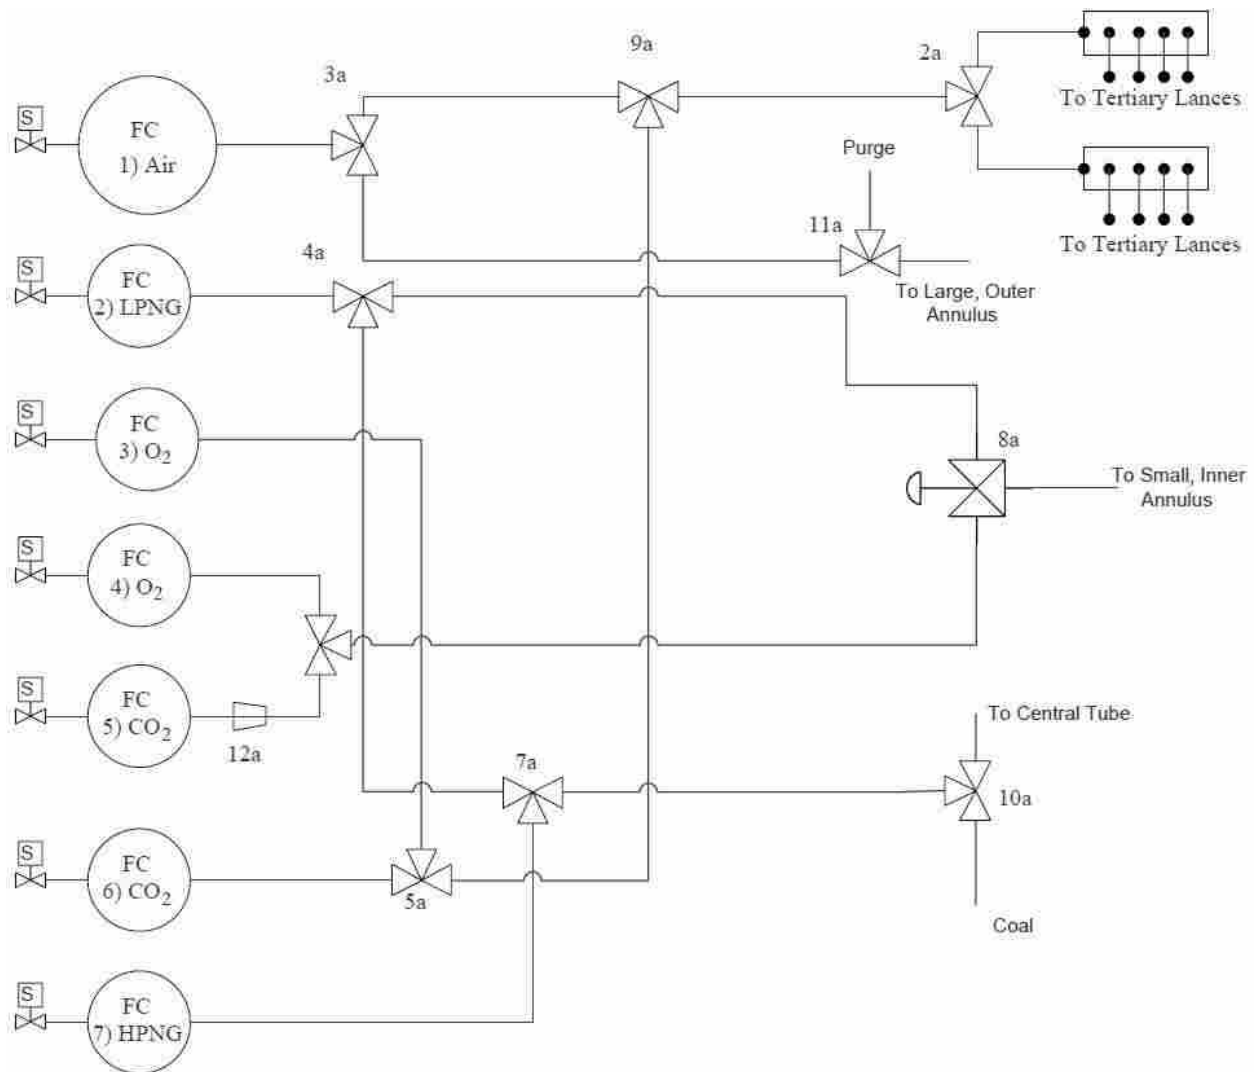 9a
2a
3a
To Tertiary Lances
S
FC
1) Air
Purge
11a
To Tertiary Lances
4a
S
FC
2) LPNG
To Large, Outer
Annulus
S
FC
3) O2
8a
To Small, Inner
Annulus
S
FC
4) O2
S
FC
5) CO2
12a
To Central Tube
7a
10a
S
FC
6) CO2
5a
Coal
S
FC
7) HPNG